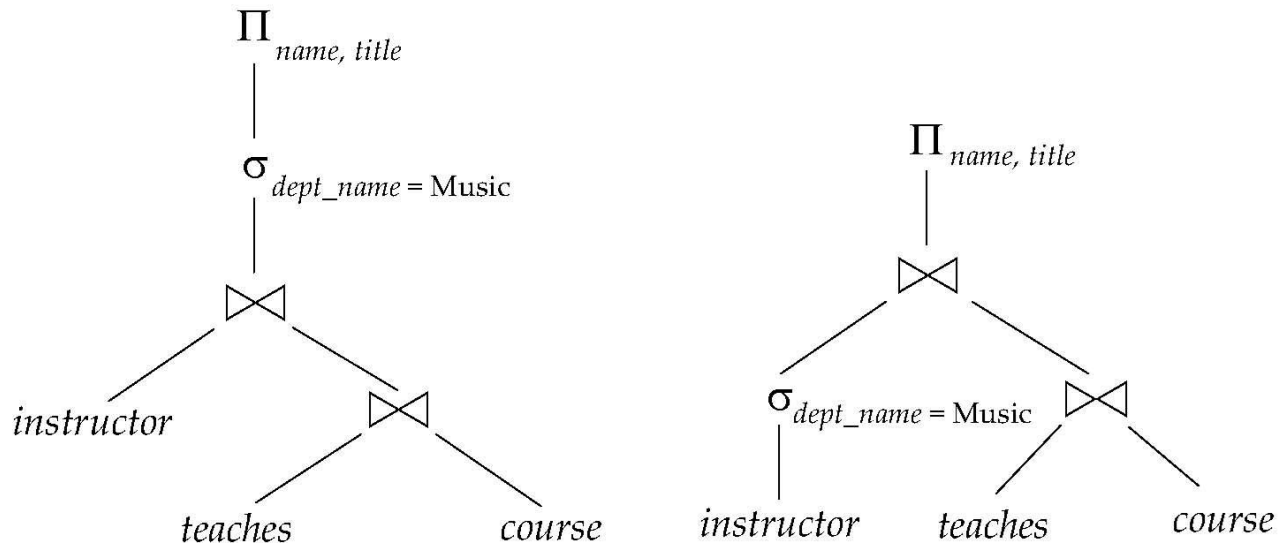 Π name, title
σ dept_name = Music
⋈
instructor
⋈
teaches
course
Π name, title
⋈
σ dept_name = Music
⋈
instructor
teaches
course